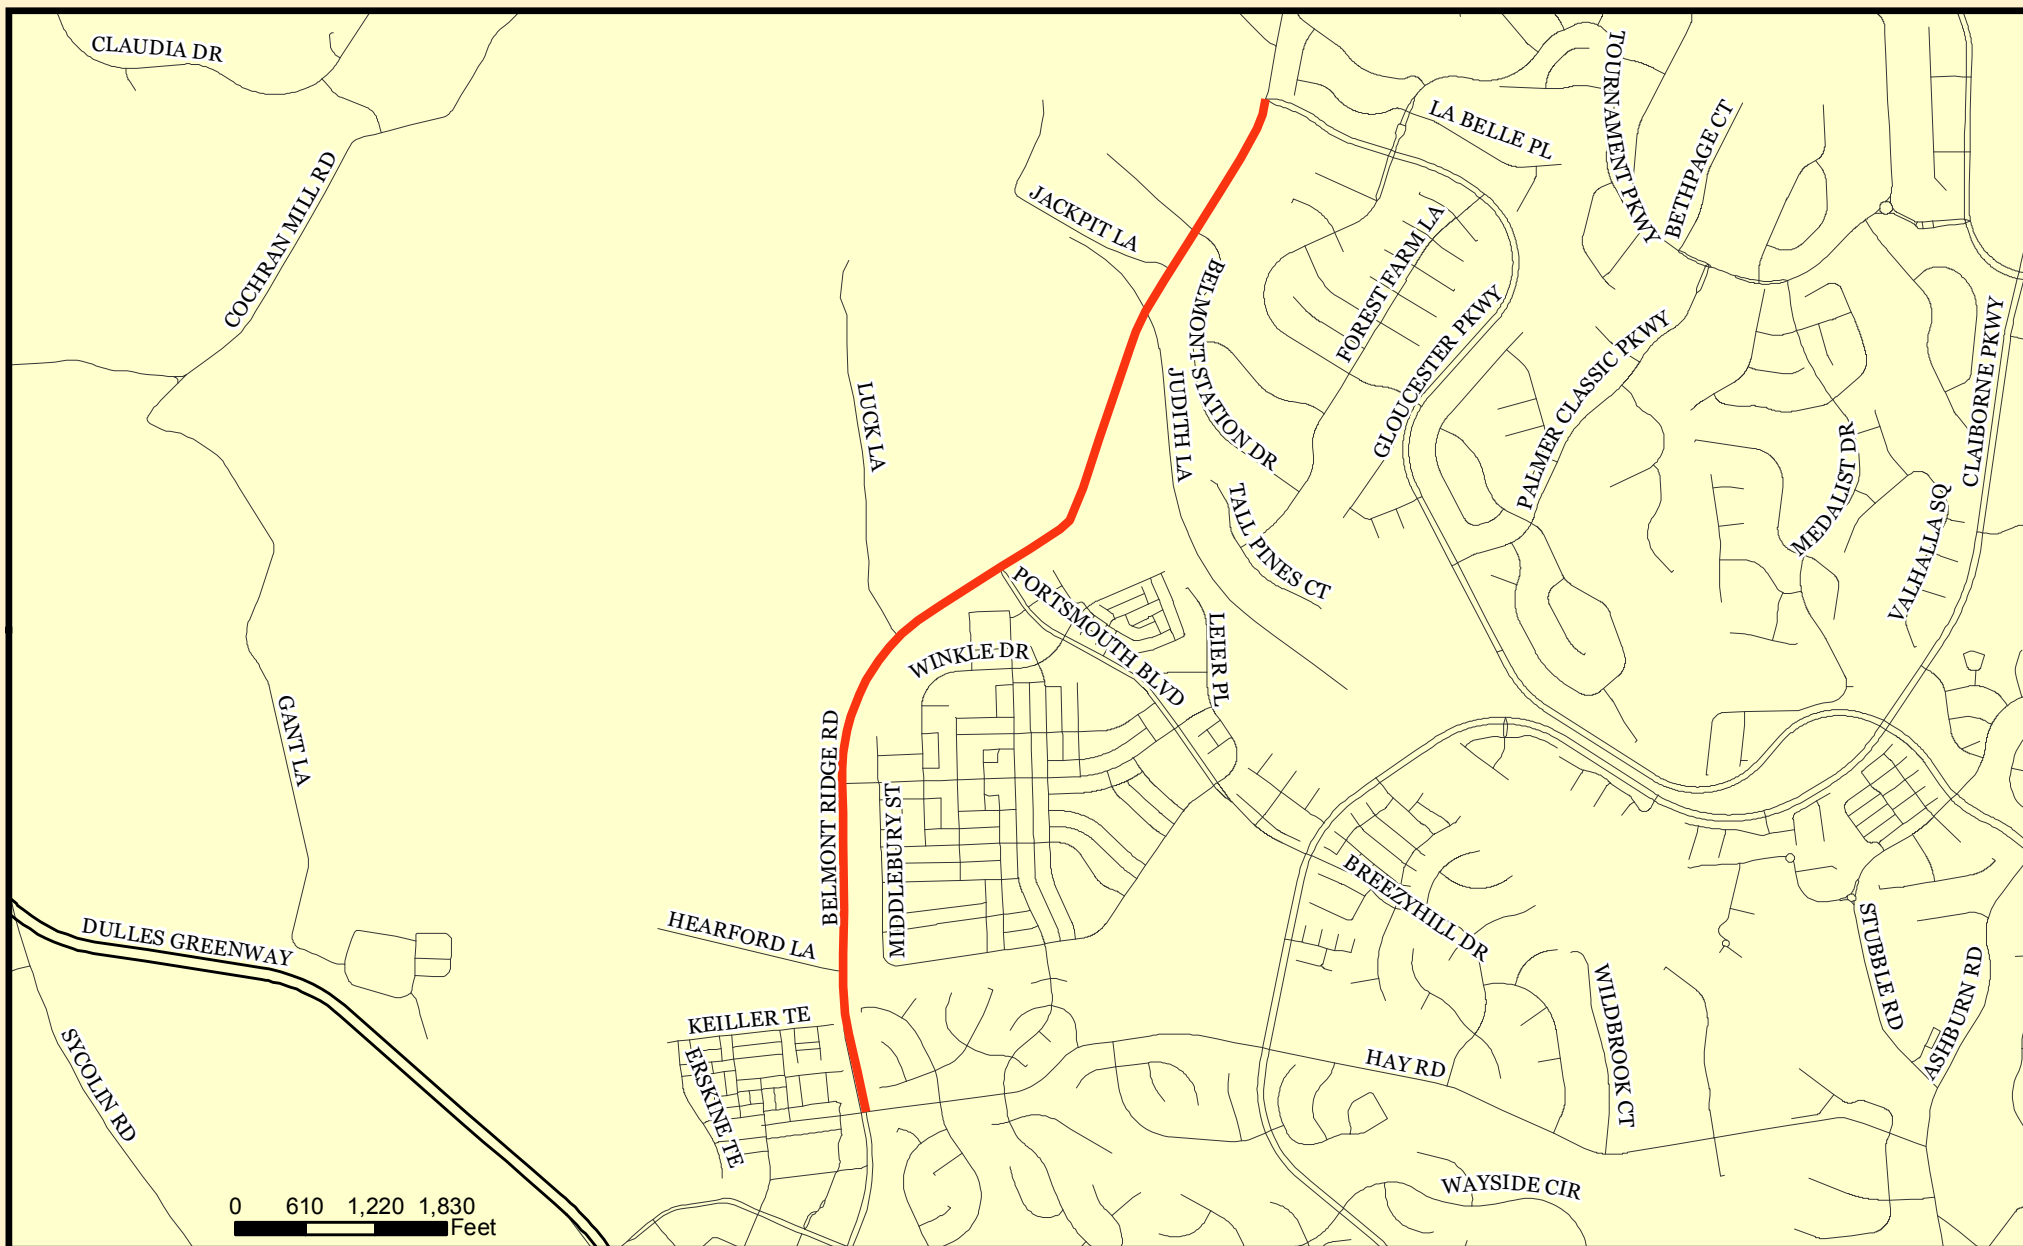 CLAUDIA DR
TOURNAMENT PKWY
LA BELLE PL
BETHPAGE CT
COCHRAN MILL RD
JACKPIT LA
FOREST FARM LA
BELMONT STATION DR
GLOUCESTER PKWY
PALMER CLASSIC PKWY
CLAIBORNE PKWY
LUCK LA
JUDITH LA
MEDALIST DR
TALL PINES CT
VALHALLA SQ
PORTSMOUTH BLVD
LEIER PL
WINKLE DR
GANT LA
BELMONT RIDGE RD
MIDDLEBURY ST
BREEZYHILL DR
HEARFORD LA
DULLES GREENWAY
STUBBLE RD
ASHBURN RD
WILDBROOK CT
KEILLER TE
ERSKINE TE
SYCOLIN RD
HAY RD
WAYSIDE CIR
0 610 1,220 1,830
Feet